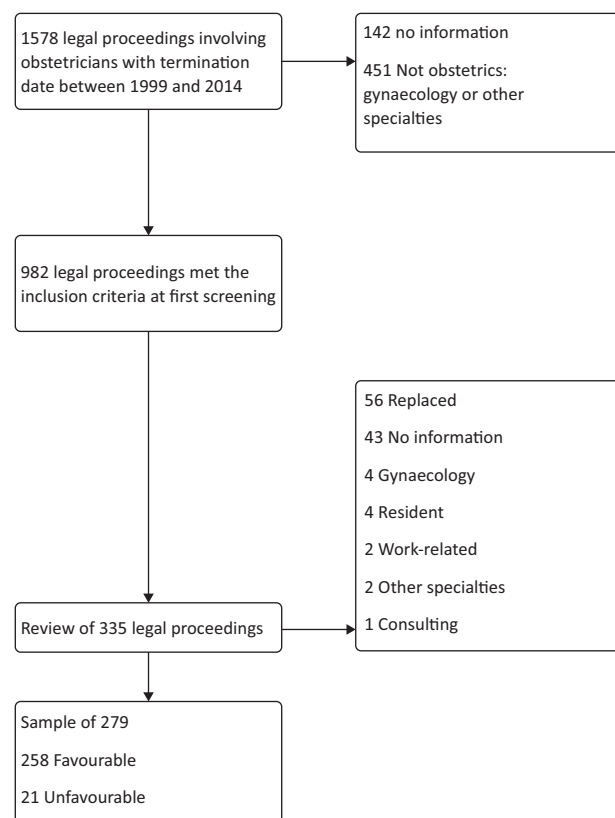 1578 legal proceedings involving
obstetricians with termination
date between 1999 and 2014
142 no information
451 Not obstetrics:
gynaecology or other
specialties
982 legal proceedings met the
inclusion criteria at first screening
56 Replaced
43 No information
4 Gynaecology
4 Resident
2 Work-related
2 Other specialties
1 Consulting
Review of 335 legal proceedings
Sample of 279
258 Favourable
21 Unfavourable